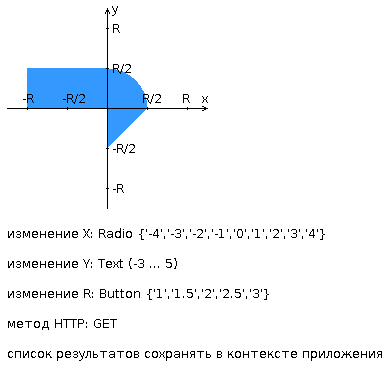 y
R
R/2
-R -R/2 R/2 R x
-R/2
-R
изменение X: Radio {'-4','-3','-2','-1','0','1','2','3','4'}
изменение Y: Text (-3 ... 5)
изменение R: Button {'1','1.5','2','2.5','3'}
метод HTTP: GET
список результатов сохранять в контексте приложения